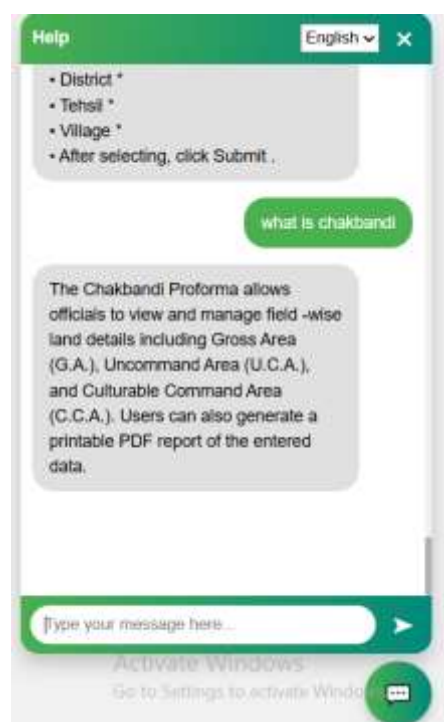 Help English ×
• District *
• Tehsil *
• Village *
• After selecting, click Submit .
what is chakbandi
The Chakbandi Proforma allows
officials to view and manage field -wise
land details including Gross Area
(G.A.), Uncommand Area (U.C.A.),
and Culturable Command Area
(C.C.A.). Users can also generate a
printable PDF report of the entered
data.
Type your message here...
Activate Windows
Go to Settings to activate Windo